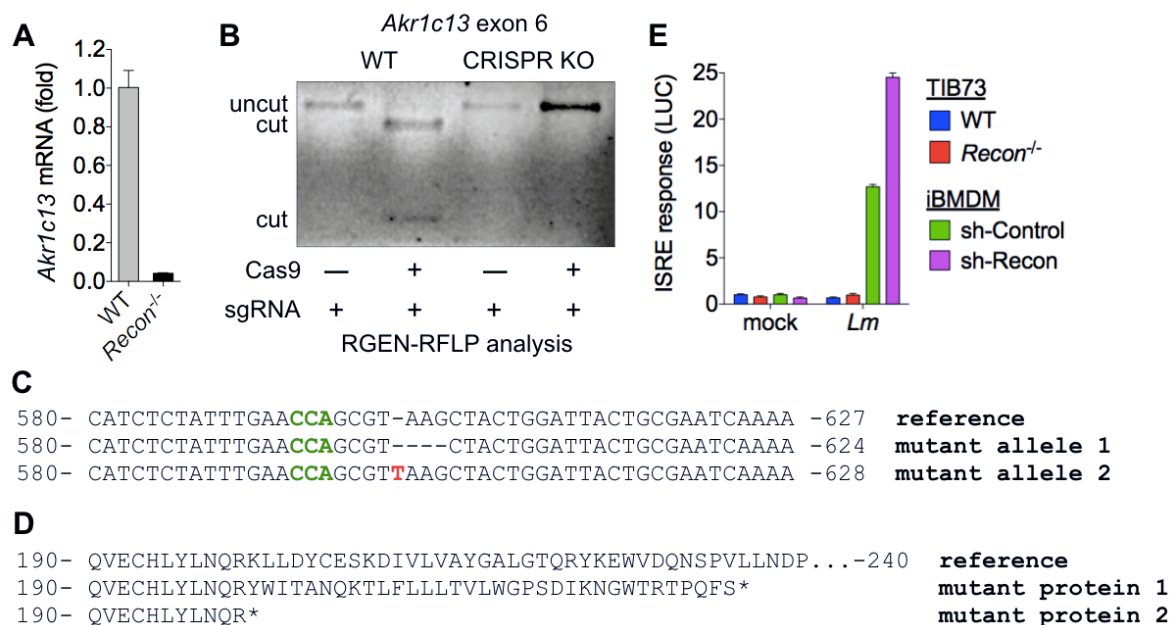 A
Akr1c13 mRNA (fold)
1.2
1.0
0.8
0.6
0.4
0.2
0.0
WT
Recon-/-
B
Akr1c13 exon 6
WT CRISPR KO
uncut
cut
cut
Cas9 — + — +
sgRNA + + + +
RGEN-RFLP analysis
E
ISRE response (LUC)
25
20
15
10
5
0
mock Lm
TIB73
WT
Recon-/-
iBMDM
sh-Control
sh-Recon
C
580- CATCTCTATTTGAACCAGCGT-AAGCTACTGGATTACTGCGAATCAAAA -627 reference
580- CATCTCTATTTGAACCAGCGT----CTACTGGATTACTGCGAATCAAAA -624 mutant allele 1
580- CATCTCTATTTGAACCAGCGTTAAGCTACTGGATTACTGCGAATCAAAA -628 mutant allele 2
D
190- QVECHLYLNQRKLLDYCESKDIVLVAYGALGTQRYKEWVDQNSPVLLNDP...-240 reference
190- QVECHLYLNQRYWITANQKTLFLLLTVLWGPSDIKNGWTRTPQFS* mutant protein 1
190- QVECHLYLNQR* mutant protein 2